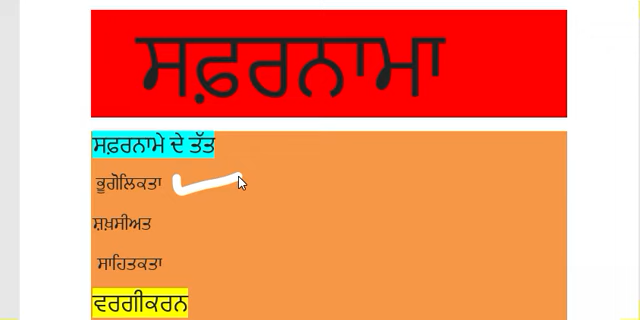 ਸਫ਼ਰਨਾਮਾ
ਸਫ਼ਰਨਾਮੇ ਦੇ ਤੱਤ
ਭੂਗੋਲਿਕਤਾ
ਸ਼ਖ਼ਸੀਅਤ
ਸਾਹਿਤਕਤਾ
ਵਰਗੀਕਰਨ